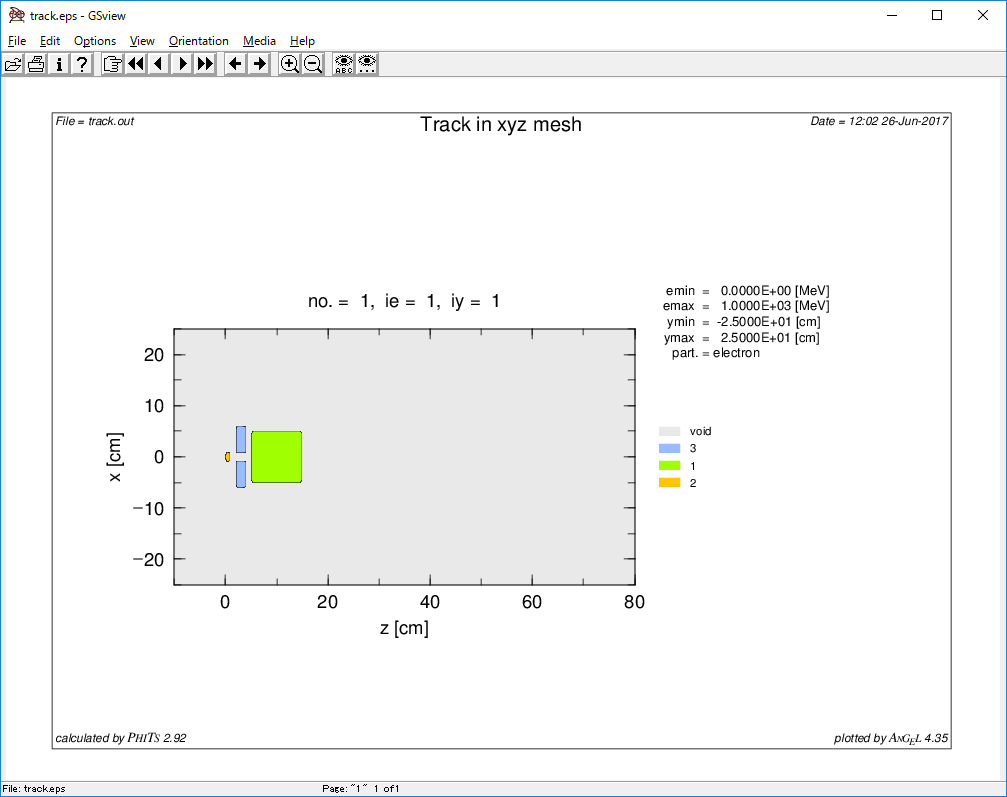 track.eps - GSview
File Edit Options View Orientation Media Help
File = track.out
Track in xyz mesh
Date = 12:02 26-Jun-2017
no. = 1, ie = 1, iy = 1
emin = 0.0000E+00 [MeV]
emax = 1.0000E+03 [MeV]
ymin = -2.5000E+01 [cm]
ymax = 2.5000E+01 [cm]
part. = electron
20
10
0
−10
−20
x [cm]
void
3
1
2
0 20 40 60 80
z [cm]
calculated by PHITS 2.92
plotted by ANGEL 4.35
File: track.eps
Page: "1" 1 of 1